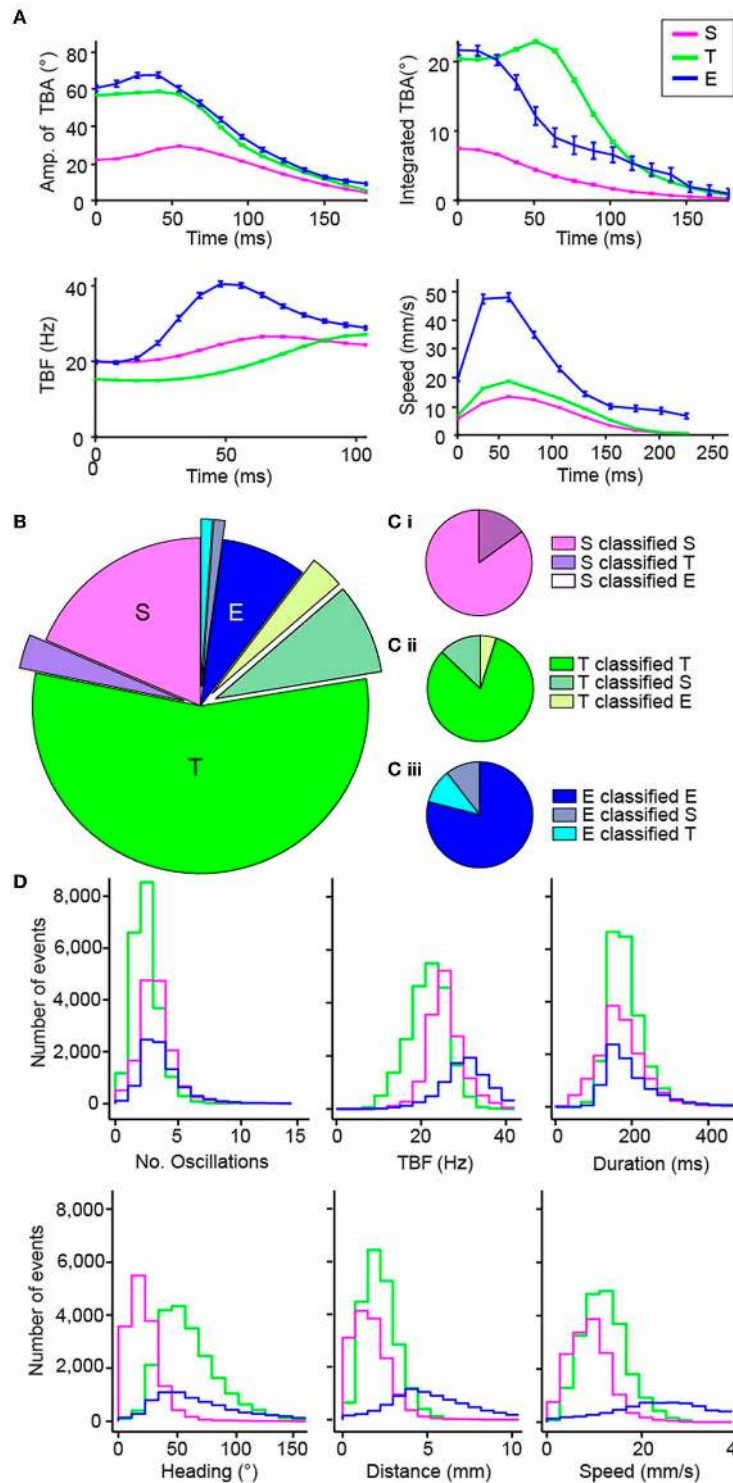 A
S
T
E
Amp. of TBA (°)
80
60
40
20
0
0 50 100 150
Time (ms)
Integrated TBA(°)
20
10
0
0 50 100 150
Time (ms)
TBF (Hz)
40
20
0
0 50 100
Time (ms)
Speed (mm/s)
50
40
30
20
10
0
0 50 100 150 200 250
Time (ms)
B
S
E
T
C i
S classified S
S classified T
S classified E
C ii
T classified T
T classified S
T classified E
C iii
E classified E
E classified S
E classified T
D
Number of events
8,000
6,000
4,000
2,000
0
0 5 10 15
No. Oscillations
0 20 40
TBF (Hz)
0 200 400
Duration (ms)
Number of events
8,000
6,000
4,000
2,000
0
0 50 100 150
Heading (°)
0 5 10
Distance (mm)
0 20 4
Speed (mm/s)